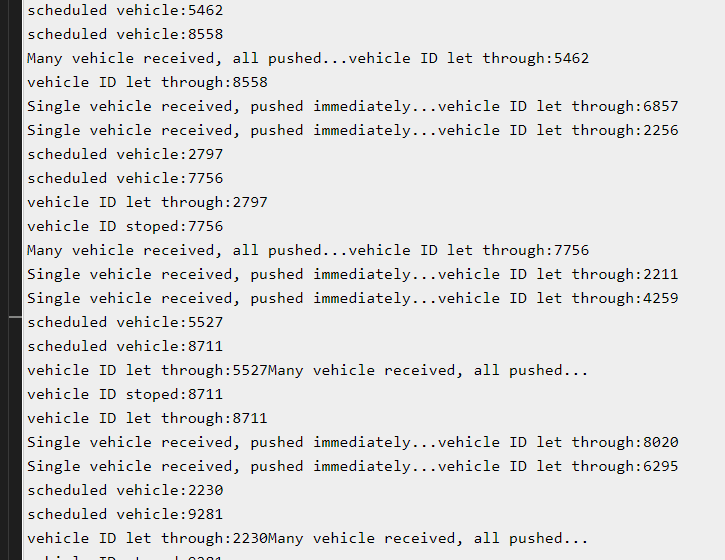 scheduled vehicle:5462
scheduled vehicle:8558
Many vehicle received, all pushed...vehicle ID let through:5462
vehicle ID let through:8558
Single vehicle received, pushed immediately...vehicle ID let through:6857
Single vehicle received, pushed immediately...vehicle ID let through:2256
scheduled vehicle:2797
scheduled vehicle:7756
vehicle ID let through:2797
vehicle ID stoped:7756
Many vehicle received, all pushed...vehicle ID let through:7756
Single vehicle received, pushed immediately...vehicle ID let through:2211
Single vehicle received, pushed immediately...vehicle ID let through:4259
scheduled vehicle:5527
scheduled vehicle:8711
vehicle ID let through:5527Many vehicle received, all pushed...
vehicle ID stoped:8711
vehicle ID let through:8711
Single vehicle received, pushed immediately...vehicle ID let through:8020
Single vehicle received, pushed immediately...vehicle ID let through:6295
scheduled vehicle:2230
scheduled vehicle:9281
vehicle ID let through:2230Many vehicle received, all pushed...